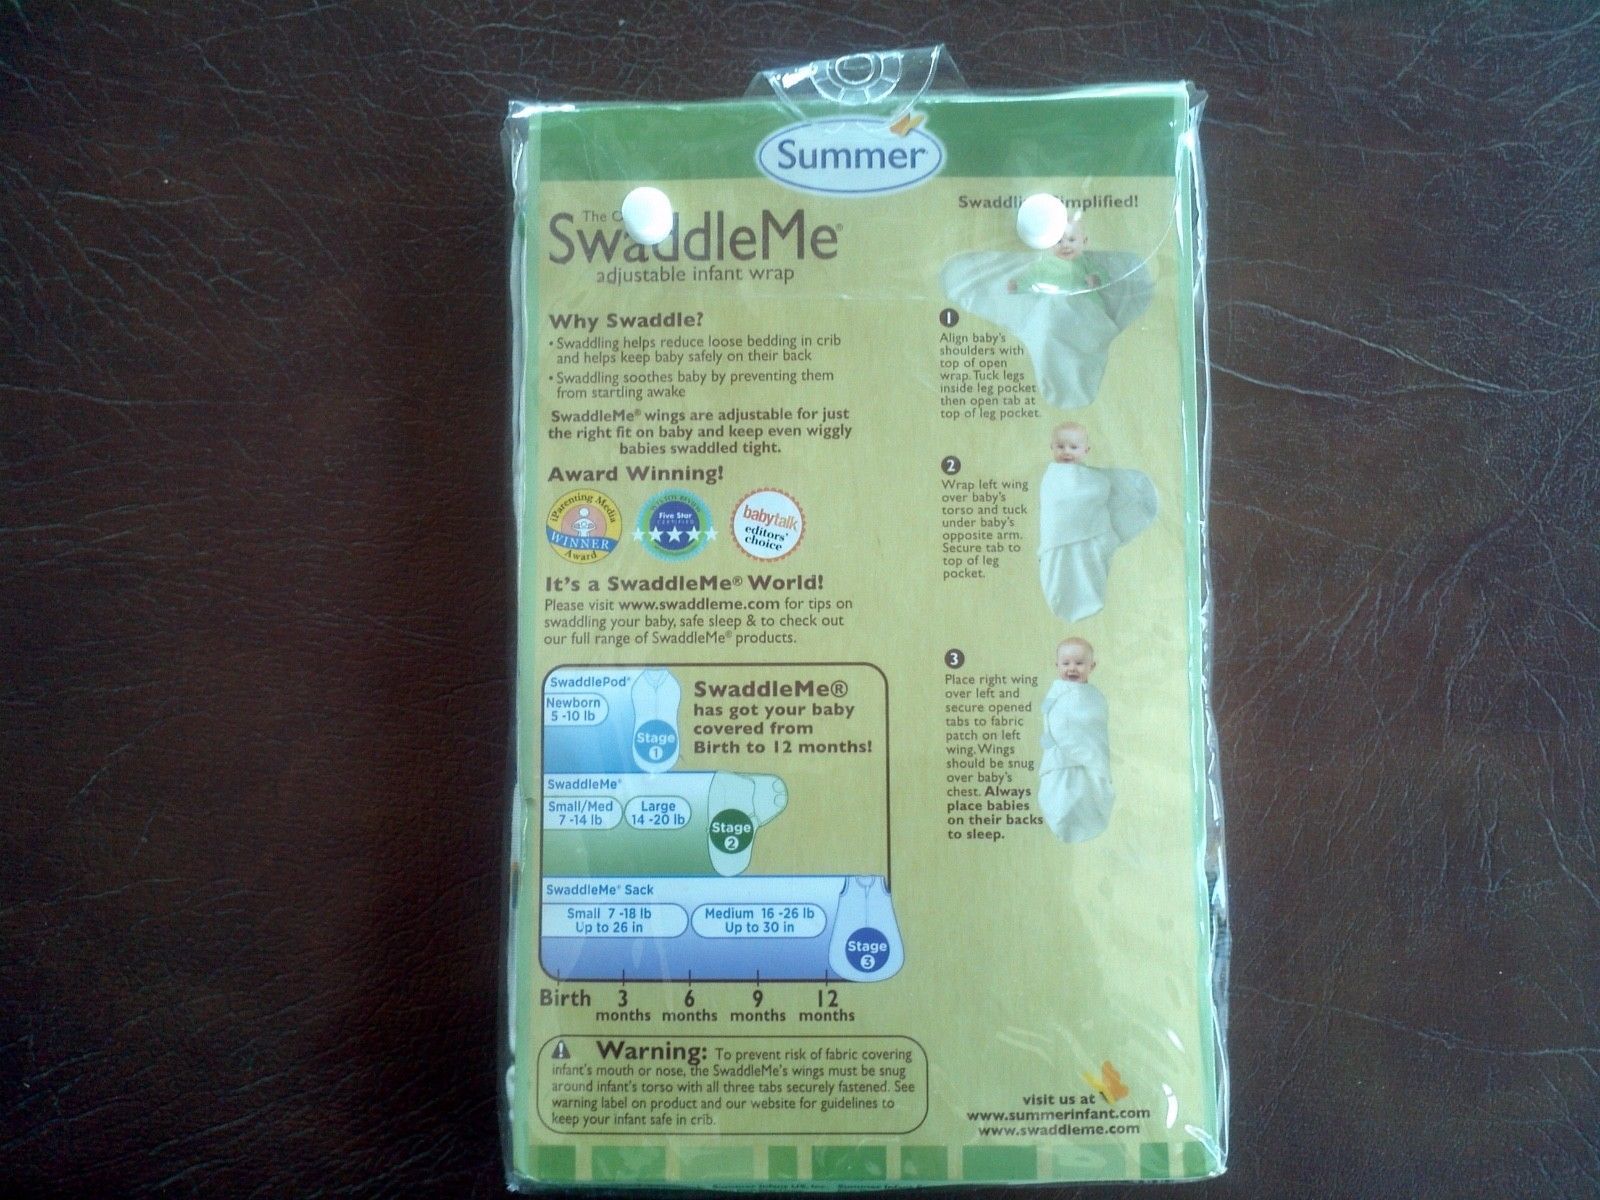 Summer
The
SwaddleMe®
adjustable infant wrap
Why Swaddle?
• Swaddling helps reduce loose bedding in crib
and helps keep baby safely on their back
• Swaddling soothes baby by preventing them
from startling awake
SwaddleMe® wings are adjustable for just
the right fit on baby and keep even wiggly
babies swaddled tight.
Award Winning!
iParenting Media
WINNER
Award
Five Star
CERTIFIED
babytalk
editors'
choice
It's a SwaddleMe® World!
Please visit www.swaddleme.com for tips on
swaddling your baby, safe sleep & to check out
our full range of SwaddleMe® products.
SwaddlePod®
Newborn
5 -10 lb
Stage
1
SwaddleMe®
has got your baby
covered from
Birth to 12 months!
SwaddleMe®
Small/Med
7 -14 lb
Large
14 -20 lb
Stage
2
SwaddleMe® Sack
Small 7 -18 lb
Up to 26 in
Medium 16 -26 lb
Up to 30 in
Stage
3
Birth 3 6 9 12
months months months months
Warning: To prevent risk of fabric covering
infant's mouth or nose, the SwaddleMe's wings must be snug
around infant's torso with all three tabs securely fastened. See
warning label on product and our website for guidelines to
keep your infant safe in crib.
Swaddling Simplified!
1
Align baby's
shoulders with
top of open
wrap. Tuck legs
inside leg pocket
then open tab at
top of leg pocket.
2
Wrap left wing
over baby's
torso and tuck
under baby's
opposite arm.
Secure tab to
top of leg
pocket.
3
Place right wing
over left and
secure opened
tabs to fabric
patch on left
wing. Wings
should be snug
over baby's
chest. Always
place babies
on their backs
to sleep.
visit us at
www.summerinfant.com
www.swaddleme.com